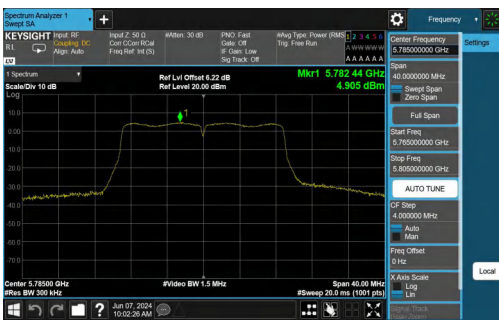 Spectrum Analyzer 1
Swept SA
+
Frequency
KEYSIGHT
Input: RF
Coupling: DC
Align: Auto
Input Z: 50 Ω
Corr CCorr RCal
Freq Ref: Int (S)
#Atten: 30 dB
PNO: Fast
Gate: Off
IF Gain: Low
Sig Track: Off
#Avg Type: Power (RMS
Trig: Free Run
1 2 3 4 5 6
A W W W W W
A A A A A A
RL
LXI
1 Spectrum
Scale/Div 10 dB
Log
Ref Lvl Offset 6.22 dB
Ref Level 20.00 dBm
Mkr1 5.782 44 GHz
4.905 dBm
1
10.0
0.00
-10.0
-20.0
-30.0
-40.0
-50.0
-60.0
-70.0
Center 5.78500 GHz
#Res BW 300 kHz
#Video BW 1.5 MHz
Span 40.00 MHz
#Sweep 20.0 ms (1001 pts)
Center Frequency
5.785000000 GHz
Settings
Span
40.0000000 MHz
Swept Span
Zero Span
Full Span
Start Freq
5.765000000 GHz
Stop Freq
5.805000000 GHz
AUTO TUNE
CF Step
4.000000 MHz
Auto
Man
Freq Offset
0 Hz
X Axis Scale
Log
Lin
Local
Signal Track
?
Jun 07, 2024
10:02:26 AM